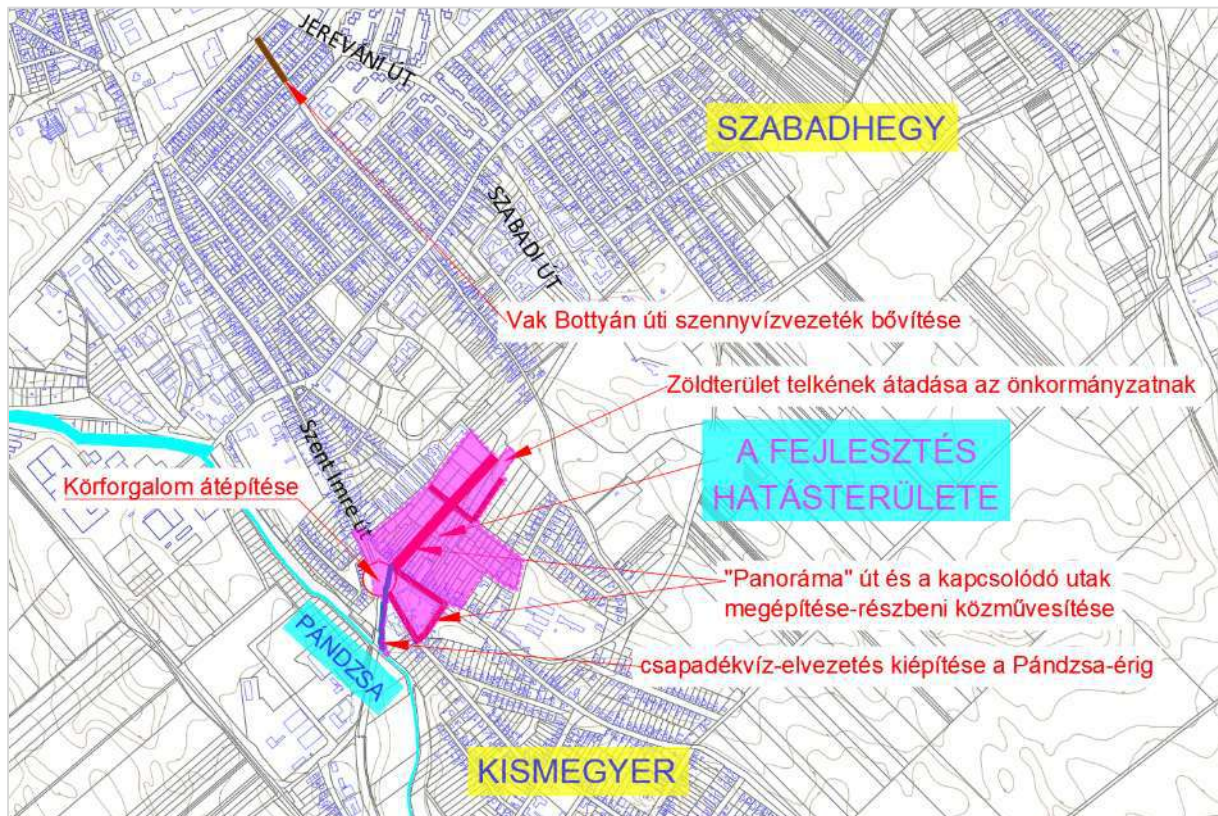 JEREVÁNI ÚT
SZABADHEGY
SZABADI ÚT
Vak Bottyán úti szennyvízvezeték bővítése
Zöldterület telkének átadása az önkormányzatnak
Szent Imre út
A FEJLESZTÉS
HATÁSTERÜLETE
Körforgalom átépítése
"Panoráma" út és a kapcsolódó utak
megépítése-részbeni közművesítése
PÁNDZSA
csapadékvíz-elvezetés kiépítése a Pándzsa-érig
KISMEGYER